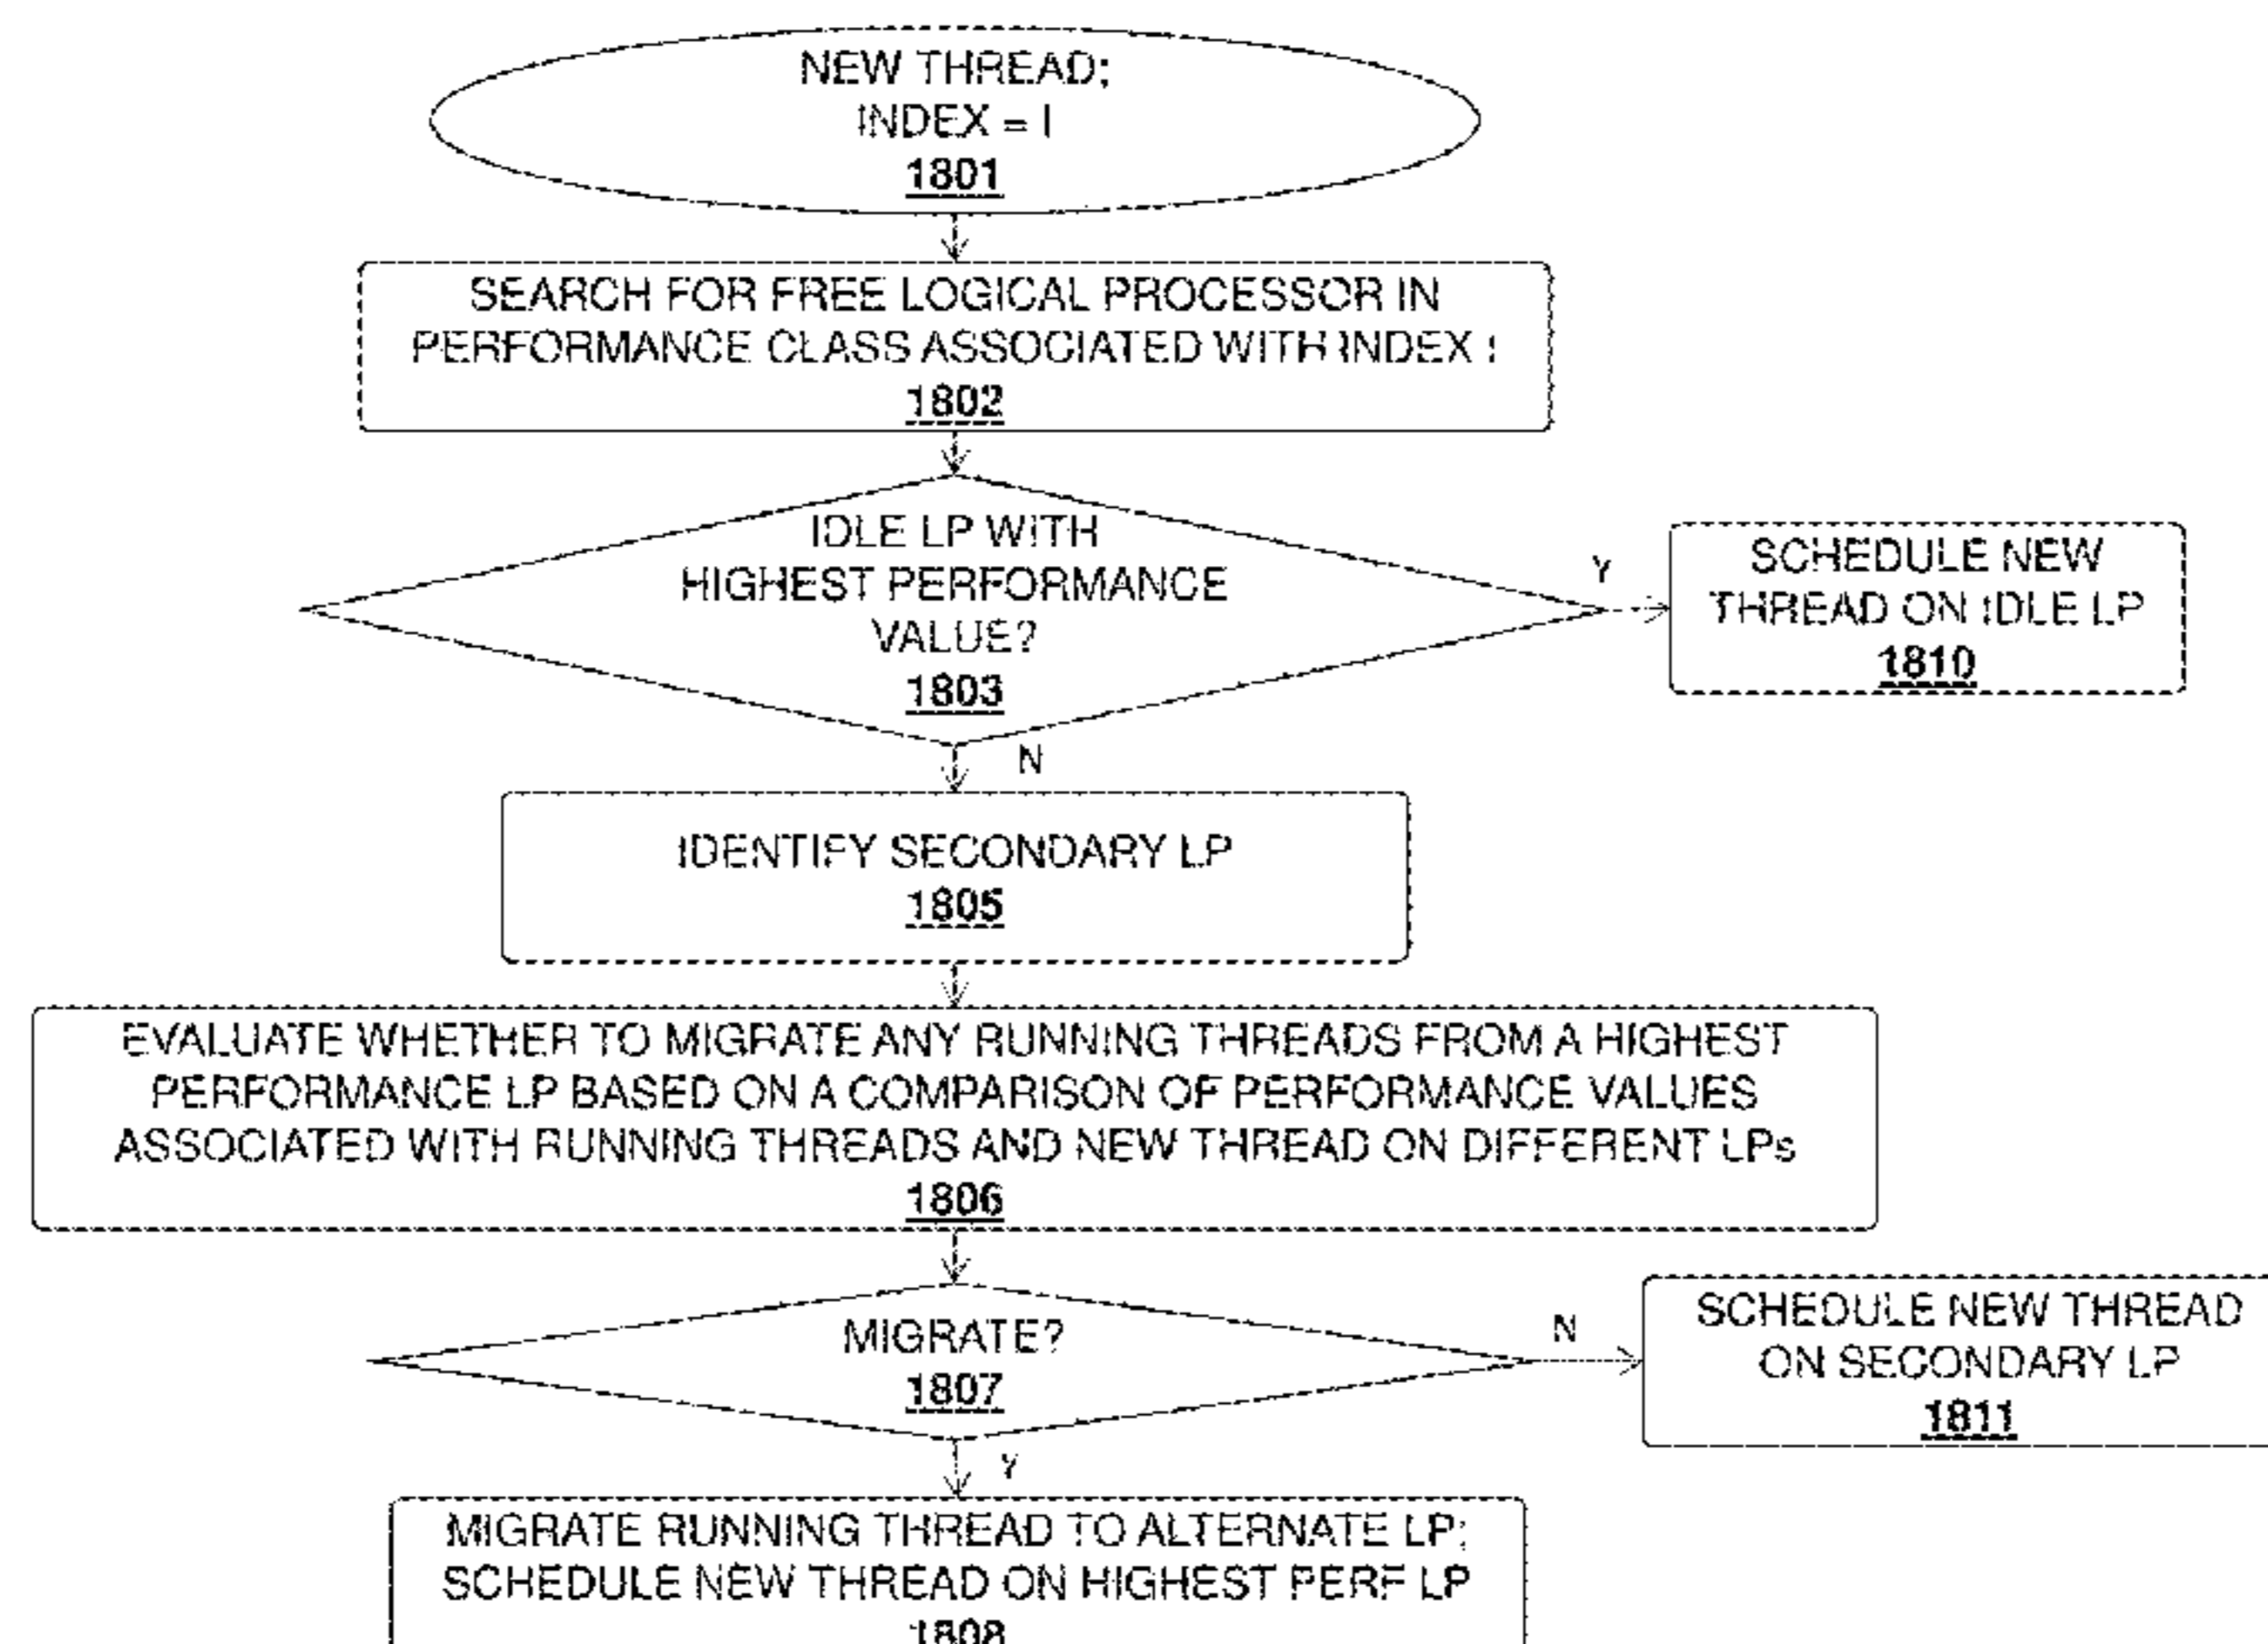 NEW THREAD;
INDEX = I
1801
SEARCH FOR FREE LOGICAL PROCESSOR IN
PERFORMANCE CLASS ASSOCIATED WITH INDEX I
1802
IDLE LP WITH
HIGHEST PERFORMANCE
VALUE?
1803
Y
SCHEDULE NEW
THREAD ON IDLE LP
1810
N
IDENTIFY SECONDARY LP
1805
EVALUATE WHETHER TO MIGRATE ANY RUNNING THREADS FROM A HIGHEST
PERFORMANCE LP BASED ON A COMPARISON OF PERFORMANCE VALUES
ASSOCIATED WITH RUNNING THREADS AND NEW THREAD ON DIFFERENT LPs
1806
MIGRATE?
1807
N
SCHEDULE NEW THREAD
ON SECONDARY LP
1811
Y
MIGRATE RUNNING THREAD TO ALTERNATE LP;
SCHEDULE NEW THREAD ON HIGHEST PERF LP
1808